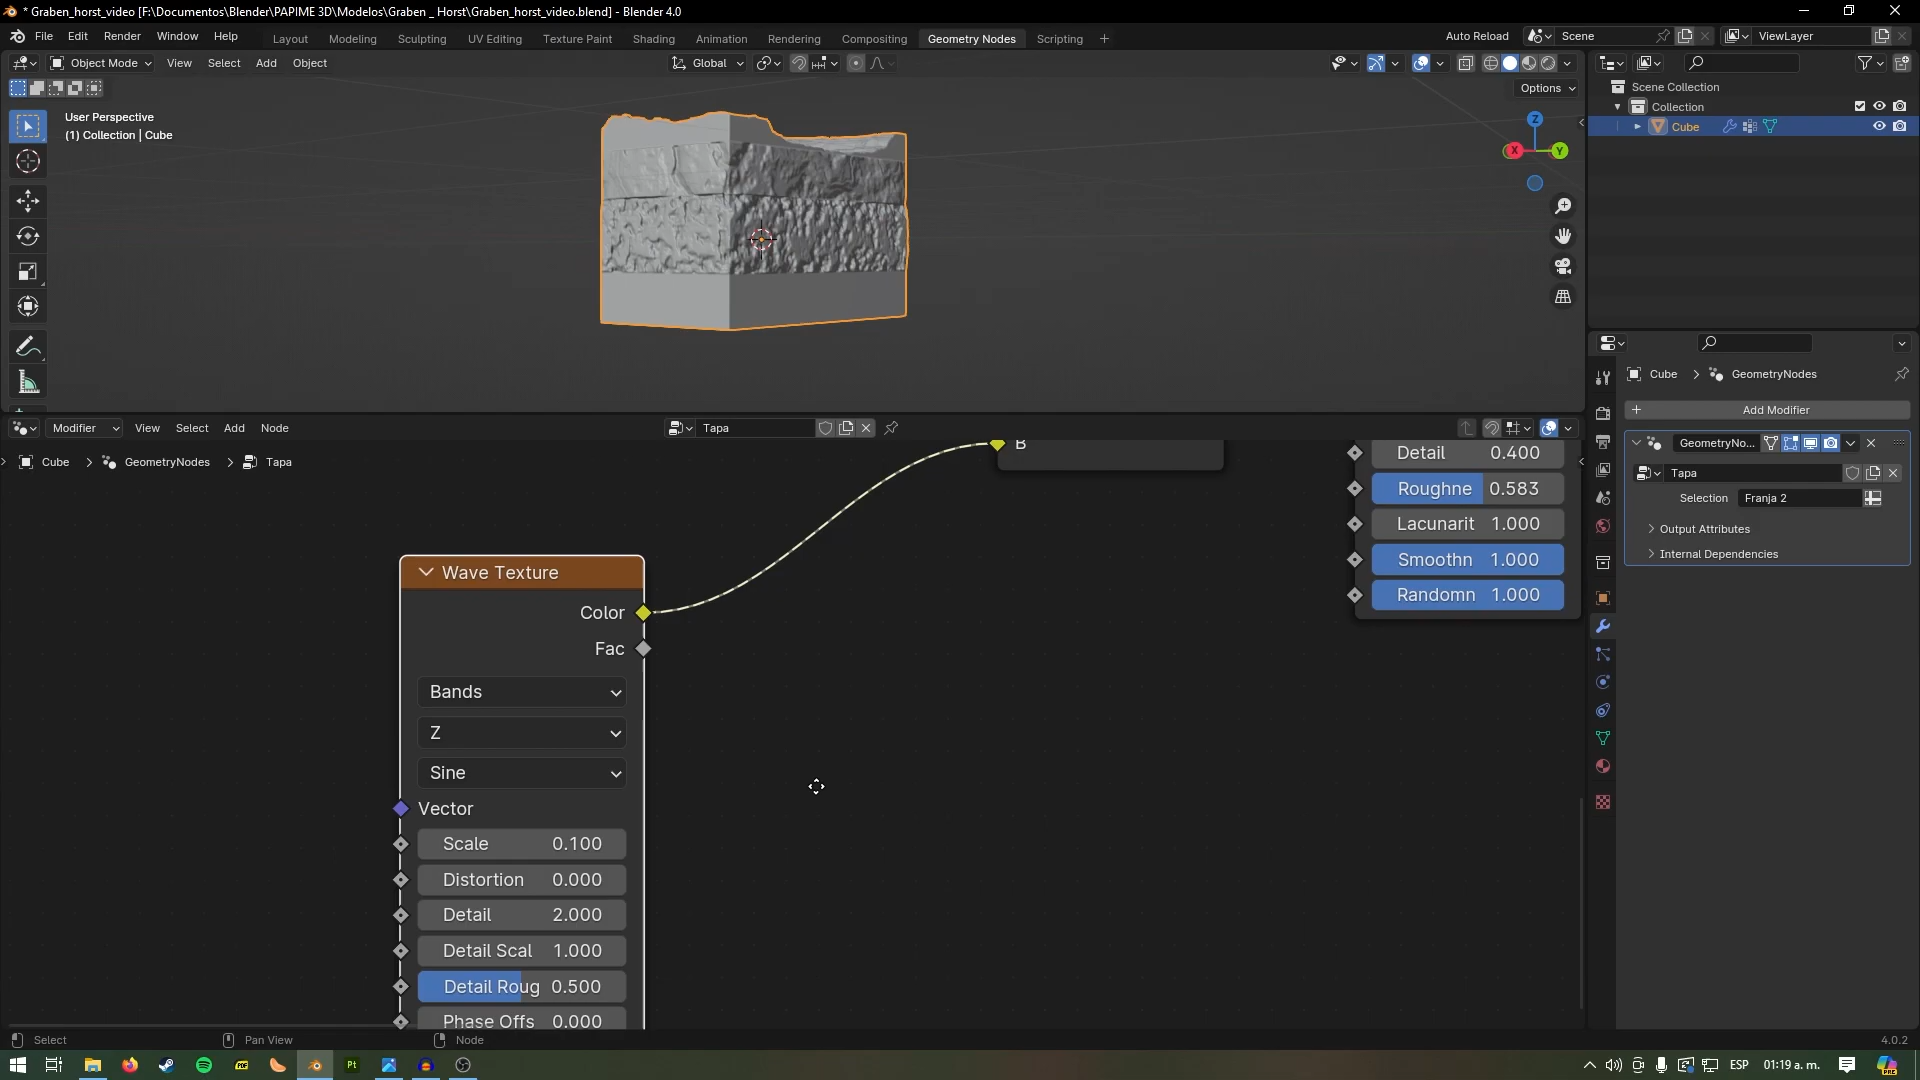 * Graben_horst_video [F:\Documentos\Blender\PAPIME 3D\Modelos\Graben _ Horst\Graben_horst_video.blend] - Blender 4.0
File Edit Render Window Help
Layout Modeling Sculpting UV Editing Texture Paint Shading Animation Rendering Compositing Geometry Nodes Scripting +
Auto Reload Scene ViewLayer
Object Mode View Select Add Object
Global
Options
User Perspective
(1) Collection | Cube
Z
X
Y
Scene Collection
Collection
Cube
Cube > GeometryNodes
Add Modifier
GeometryNo...
Tapa
Selection Franja 2
Output Attributes
Internal Dependencies
Modifier View Select Add Node
Tapa
Cube > GeometryNodes > Tapa
B
Detail 0.400
Roughne 0.583
Lacunarit 1.000
Smoothn 1.000
Randomn 1.000
Wave Texture
Color
Fac
Bands
Z
Sine
Vector
Scale 0.100
Distortion 0.000
Detail 2.000
Detail Scal 1.000
Detail Roug 0.500
Phase Offs 0.000
Select Pan View Node
4.0.2
Pt
ESP 01:19 a. m.